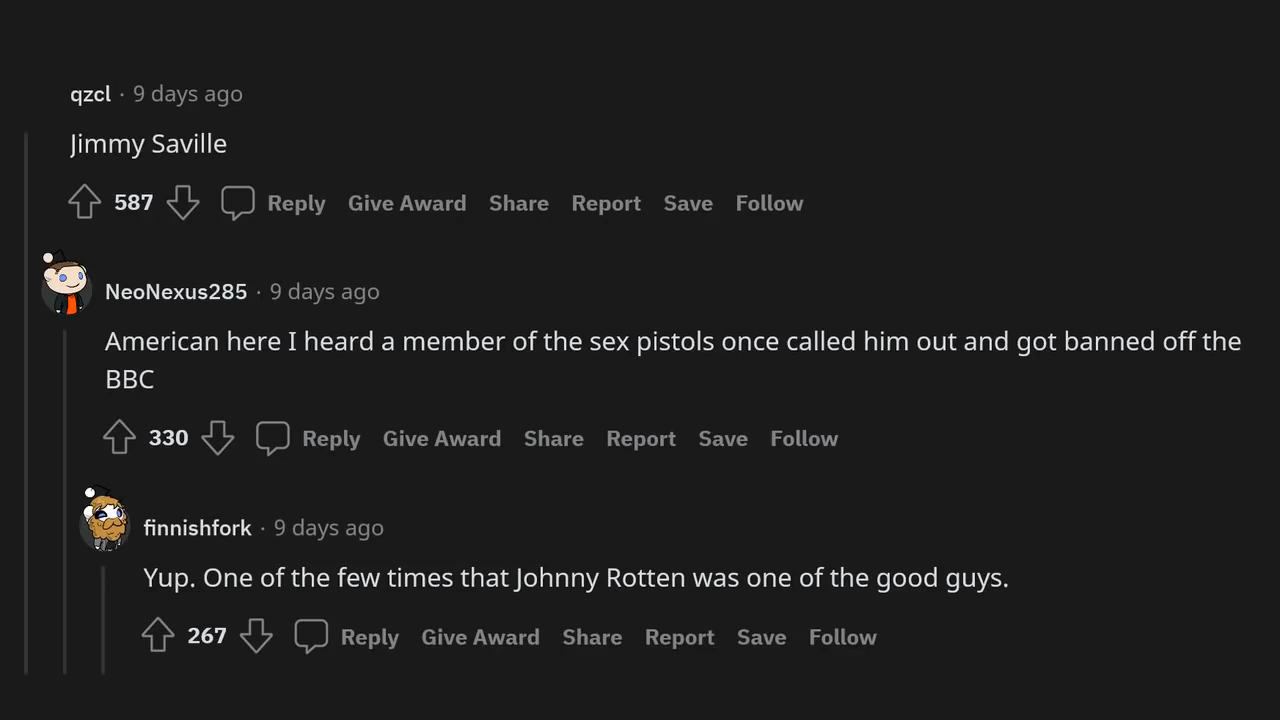 qzcl · 9 days ago
Jimmy Saville
587 Reply Give Award Share Report Save Follow
NeoNexus285 · 9 days ago
American here I heard a member of the sex pistols once called him out and got banned off the
BBC
330 Reply Give Award Share Report Save Follow
finnishfork · 9 days ago
Yup. One of the few times that Johnny Rotten was one of the good guys.
267 Reply Give Award Share Report Save Follow